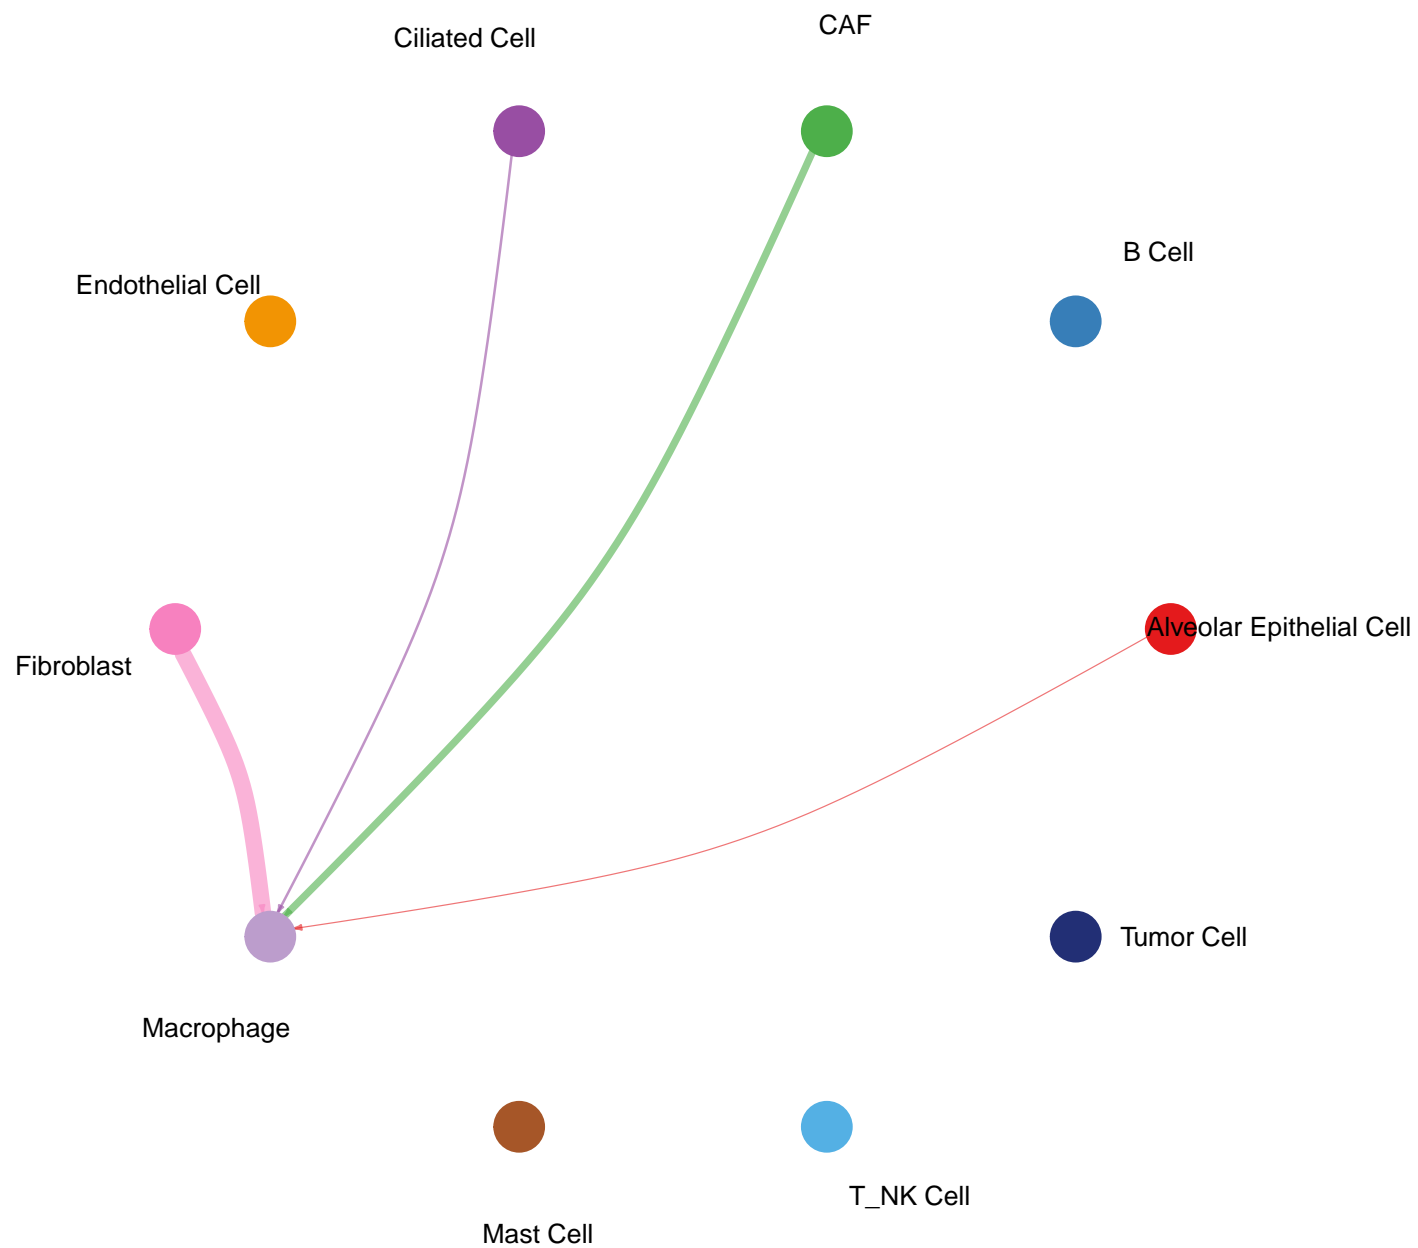 CAF
Ciliated Cell
B Cell
Endothelial Cell
Alveolar Epithelial Cell
Fibroblast
Tumor Cell
Macrophage
T_NK Cell
Mast Cell